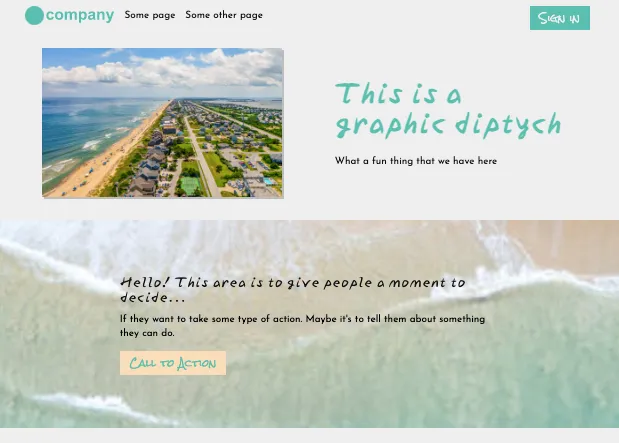 company
Some page
Some other page
Sign in
This is a
graphic diptych
What a fun thing that we have here
Hello! This area is to give people a moment to
decide...
If they want to take some type of action. Maybe it's to tell them about something
they can do.
Call to Action